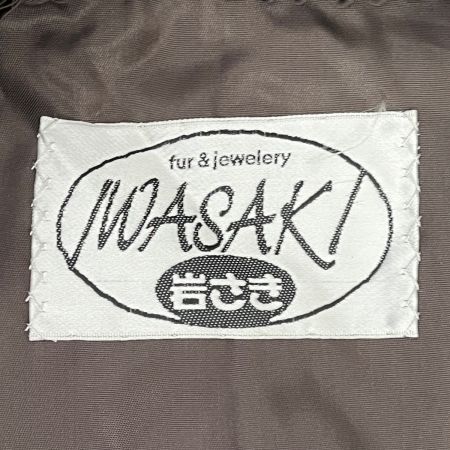 fur & jewelery
IWASAKI
岩さき